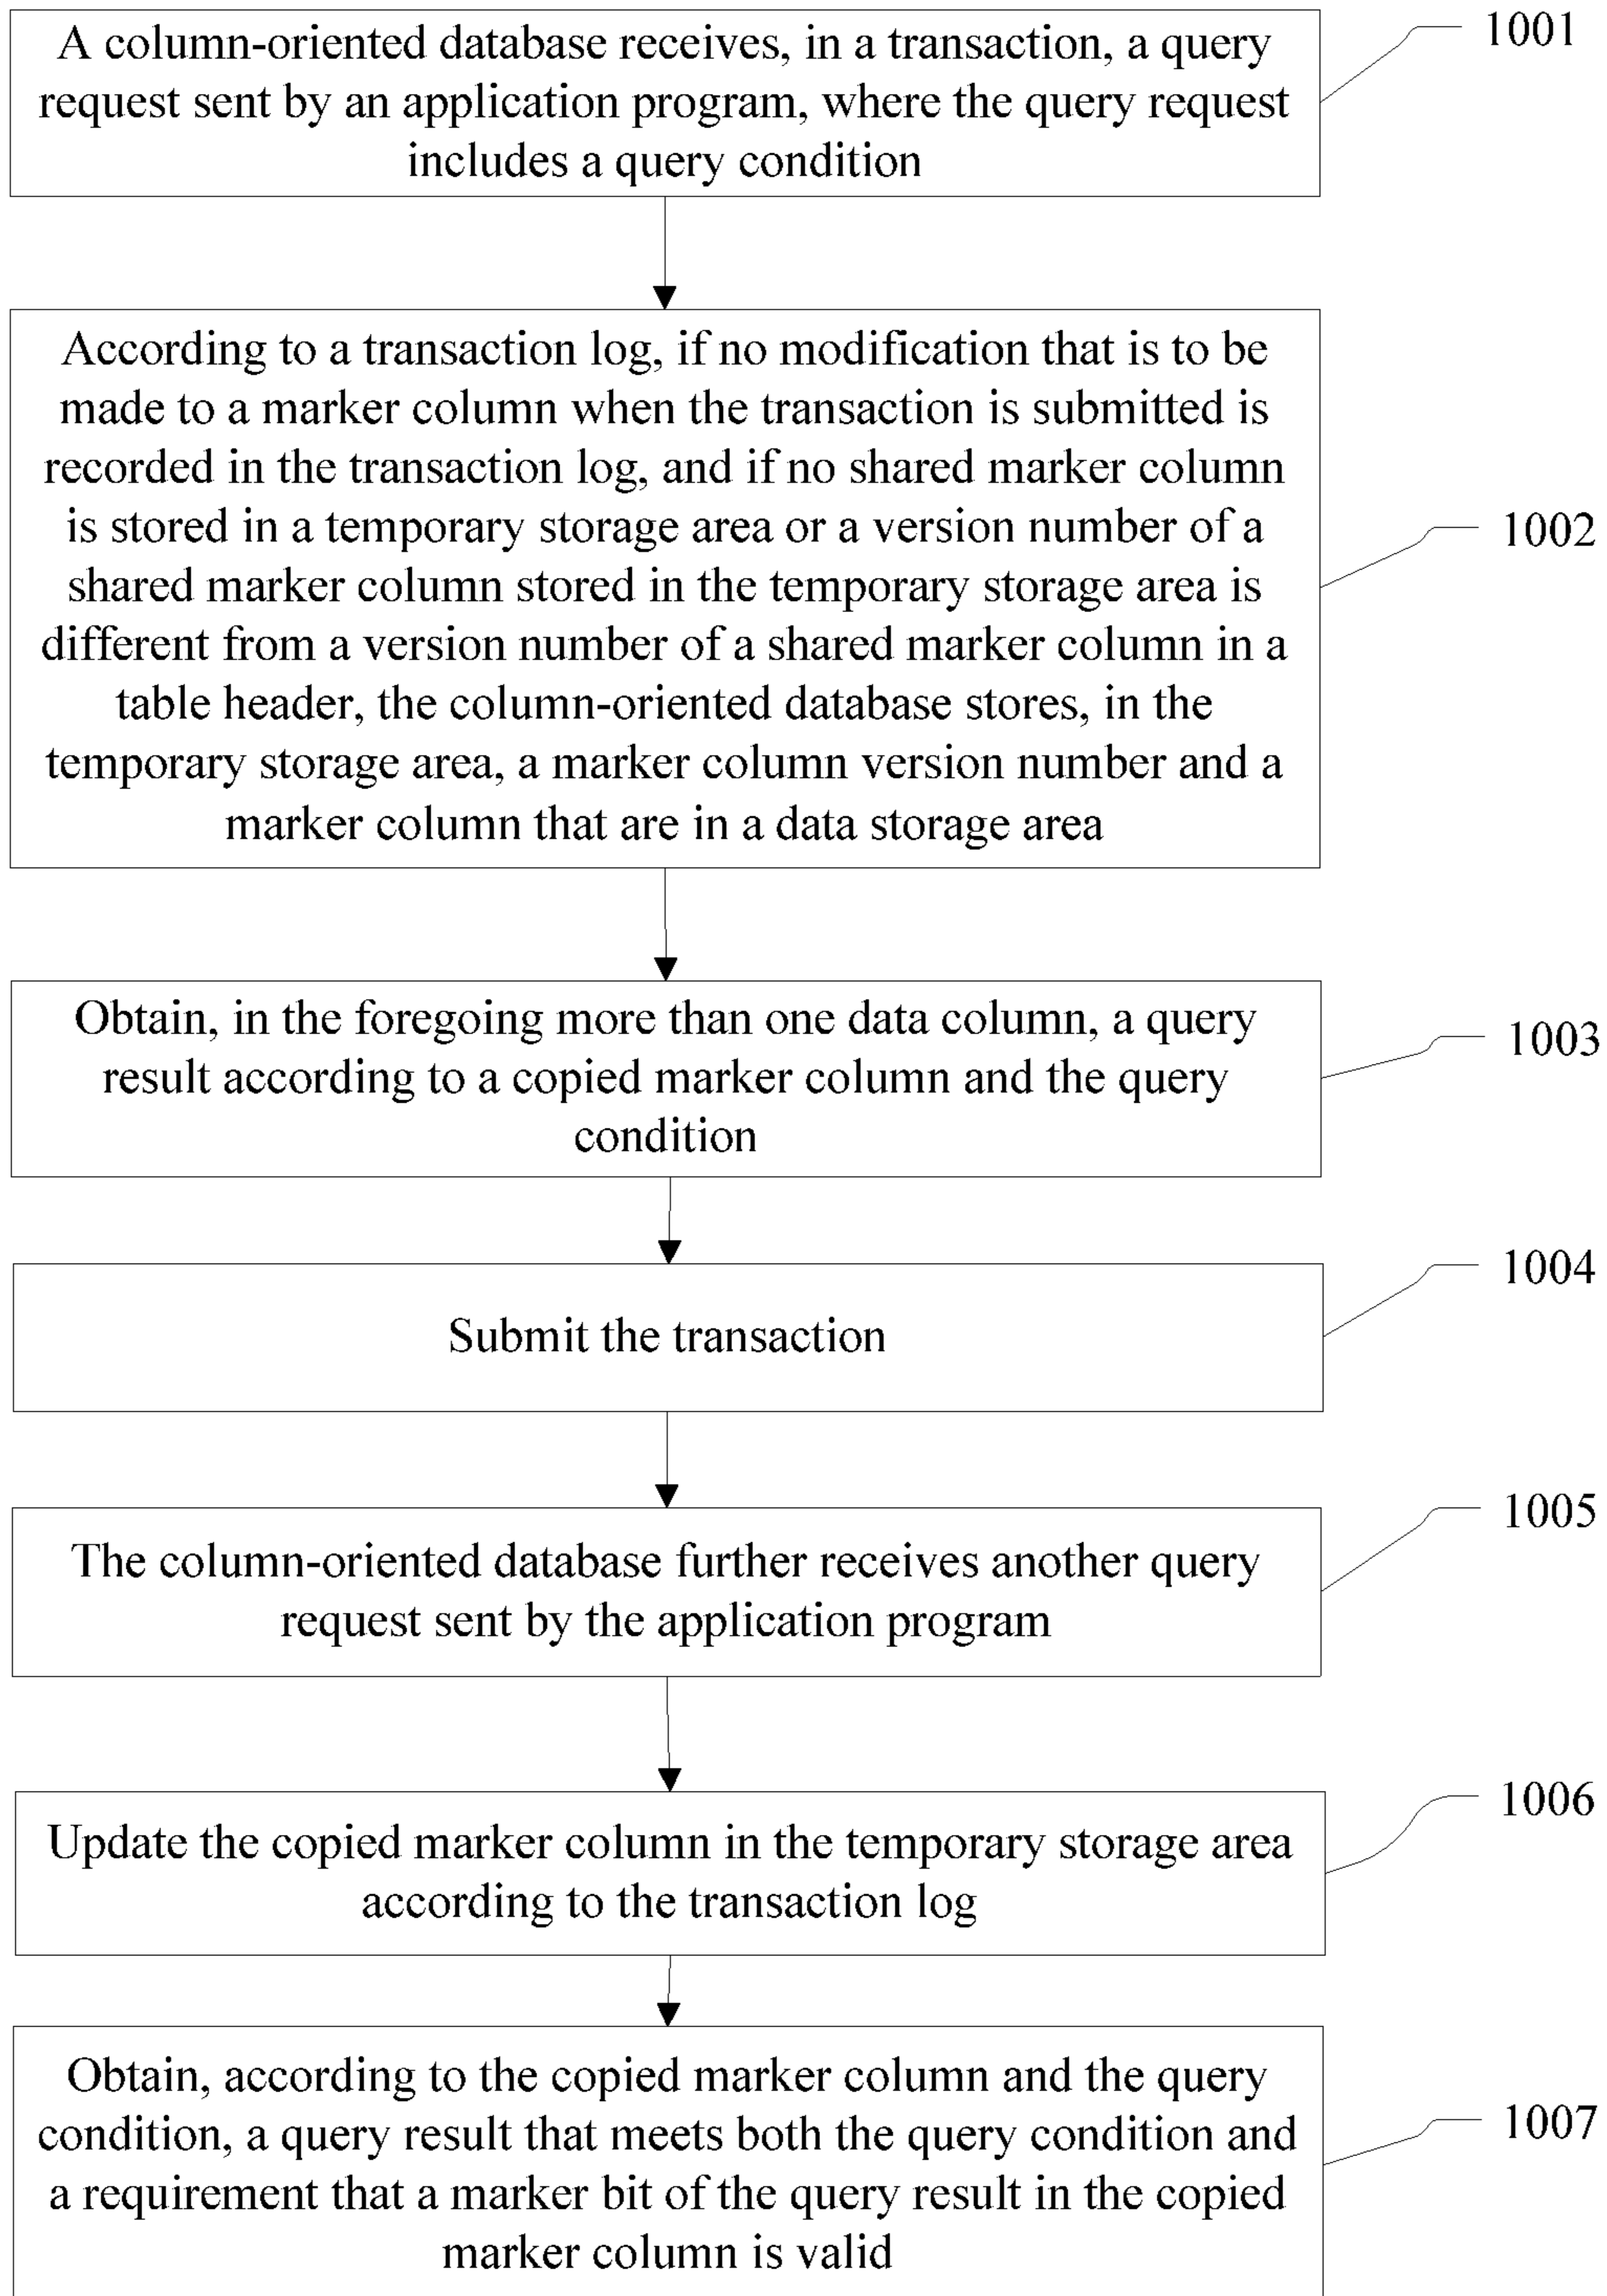 A column-oriented database receives, in a transaction, a query
request sent by an application program, where the query request
includes a query condition
1001
According to a transaction log, if no modification that is to be
made to a marker column when the transaction is submitted is
recorded in the transaction log, and if no shared marker column
is stored in a temporary storage area or a version number of a
shared marker column stored in the temporary storage area is
different from a version number of a shared marker column in a
table header, the column-oriented database stores, in the
temporary storage area, a marker column version number and a
marker column that are in a data storage area
1002
Obtain, in the foregoing more than one data column, a query
result according to a copied marker column and the query
condition
1003
Submit the transaction
1004
The column-oriented database further receives another query
request sent by the application program
1005
Update the copied marker column in the temporary storage area
according to the transaction log
1006
Obtain, according to the copied marker column and the query
condition, a query result that meets both the query condition and
a requirement that a marker bit of the query result in the copied
marker column is valid
1007